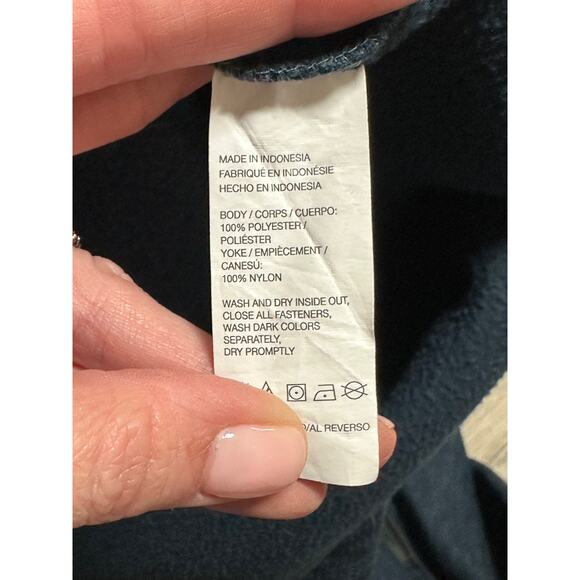 MADE IN INDONESIA
FABRIQUÉ EN INDONÉSIE
HECHO EN INDONESIA
BODY / CORPS / CUERPO:
100% POLYESTER /
POLIÉSTER
YOKE / EMPIÈCEMENT /
CANESÚ:
100% NYLON
WASH AND DRY INSIDE OUT,
CLOSE ALL FASTENERS,
WASH DARK COLORS
SEPARATELY,
DRY PROMPTLY
/AL REVERSO